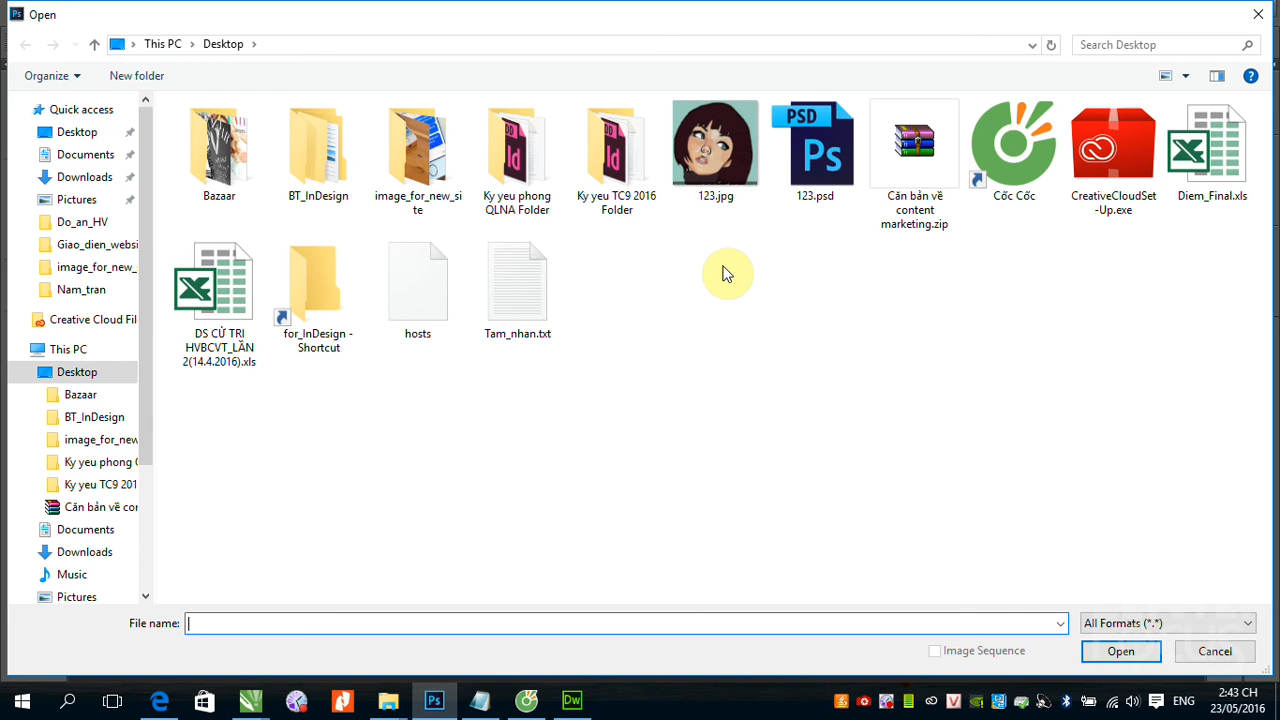 Open
This PC
Desktop
Search Desktop
Organize
New folder
Quick access
Desktop
Documents
Downloads
Pictures
Do_an_HV
Giao_dien_websi
image_for_new_
Nam_tran
Creative Cloud Fil
This PC
Desktop
Bazaar
BT_InDesign
image_for_new
Ky yeu phong
Ky yeu TC9 201
Căn bản về con
Documents
Downloads
Music
Pictures
Bazaar
BT_InDesign
image_for_new_si
te
Ky yeu phong
QLNA Folder
Ky yeu TC9 2016
Folder
123.jpg
PSD
Ps
123.psd
Căn bản về
content
marketing.zip
Cốc Cốc
CreativeCloudSet
-Up.exe
Diem_Final.xls
DS CỬ TRI
HVBCVT_LẦN
2(14.4.2016).xls
for_InDesign -
Shortcut
hosts
Tam_nhan.txt
File name:
All Formats (*.*)
Image Sequence
Open
Cancel
ENG
2:43 CH
23/05/2016